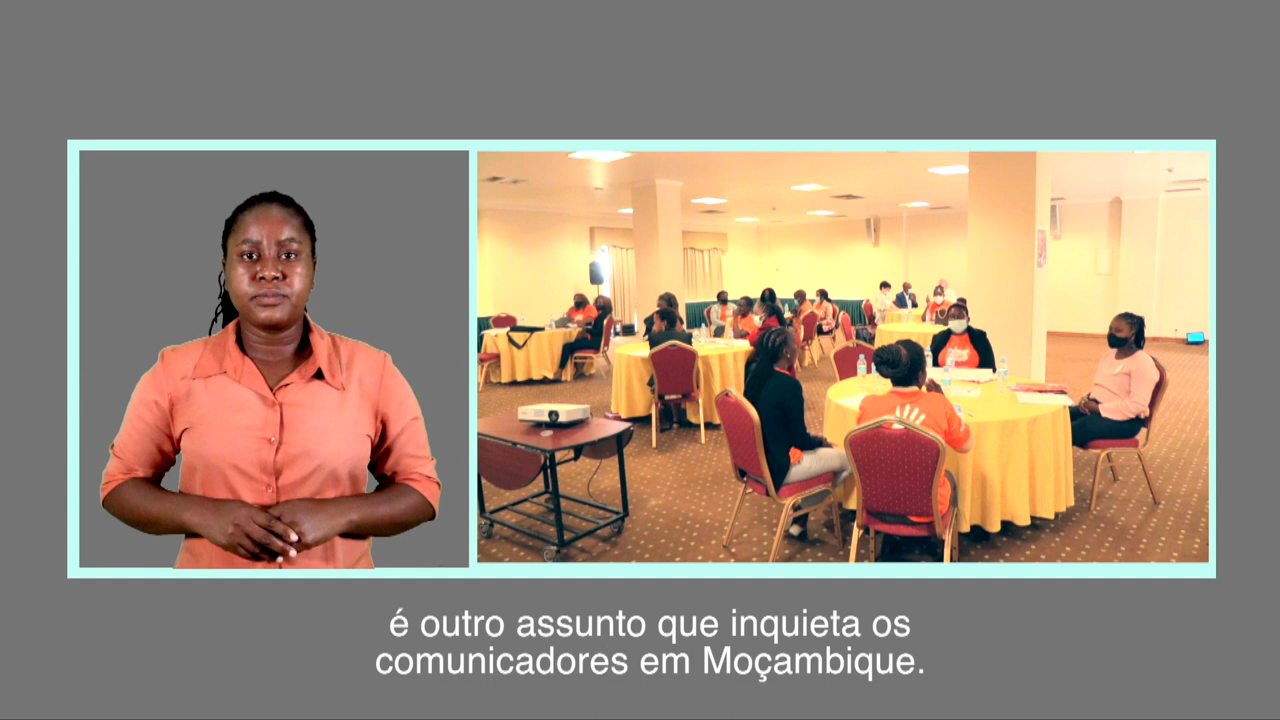 é outro assunto que inquieta os
comunicadores em Moçambique.